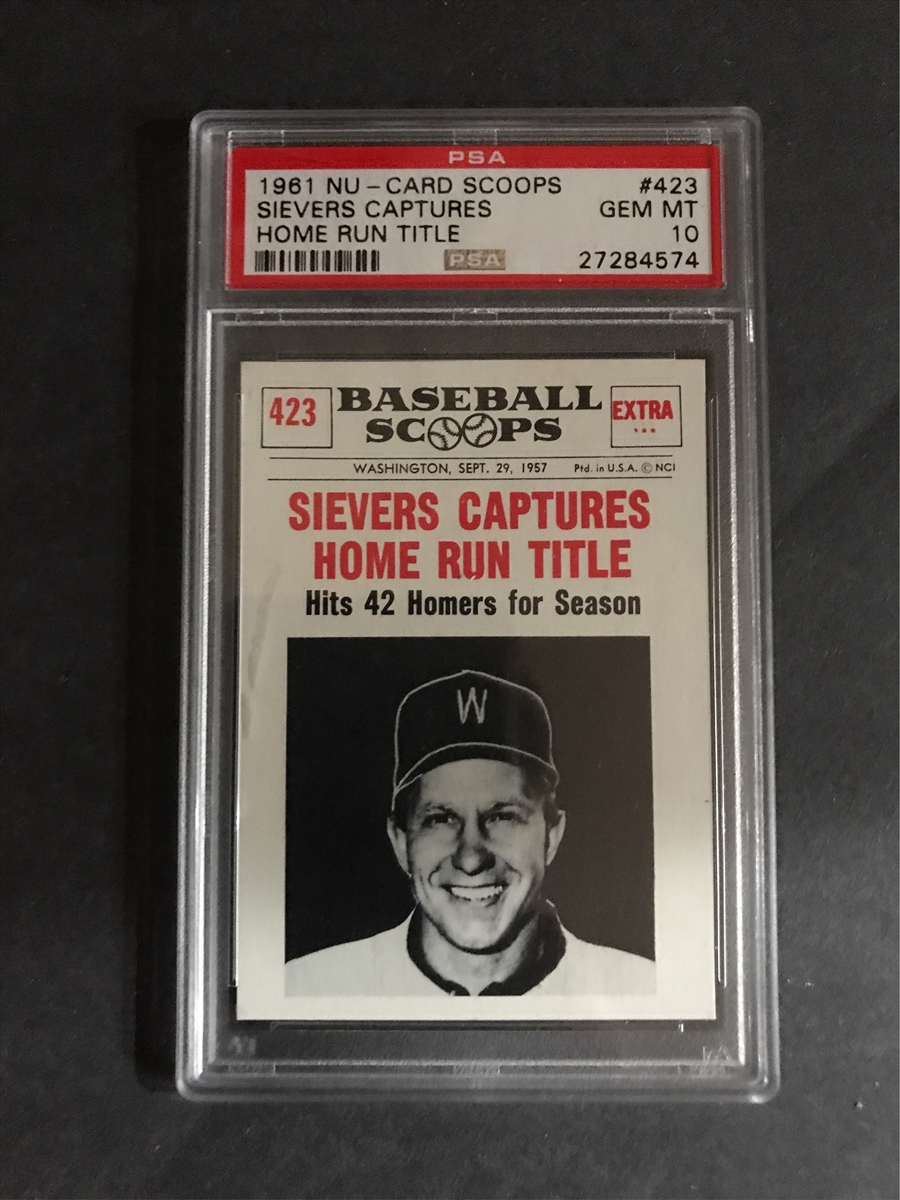 PSA
1961 NU-CARD SCOOPS #423
SIEVERS CAPTURES GEM MT
HOME RUN TITLE 10
PSA 27284574
423 BASEBALL SCOOPS EXTRA
WASHINGTON, SEPT. 29, 1957 Ptd. in U.S.A. © NCI
SIEVERS CAPTURES
HOME RUN TITLE
Hits 42 Homers for Season
W